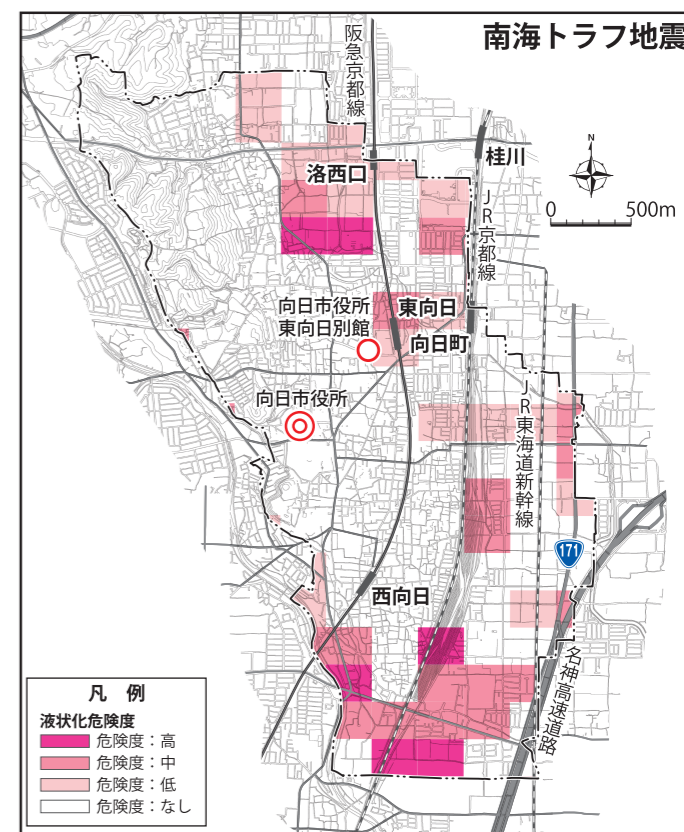 南海トラフ地震
阪急京都線
洛西口
桂川
N
0 500m
JR京都線
向日市役所
東向日別館
東向日
向日町
向日市役所
JR東海道新幹線
171
西向日
名神高速道路
凡 例
液状化危険度
危険度：高
危険度：中
危険度：低
危険度：なし